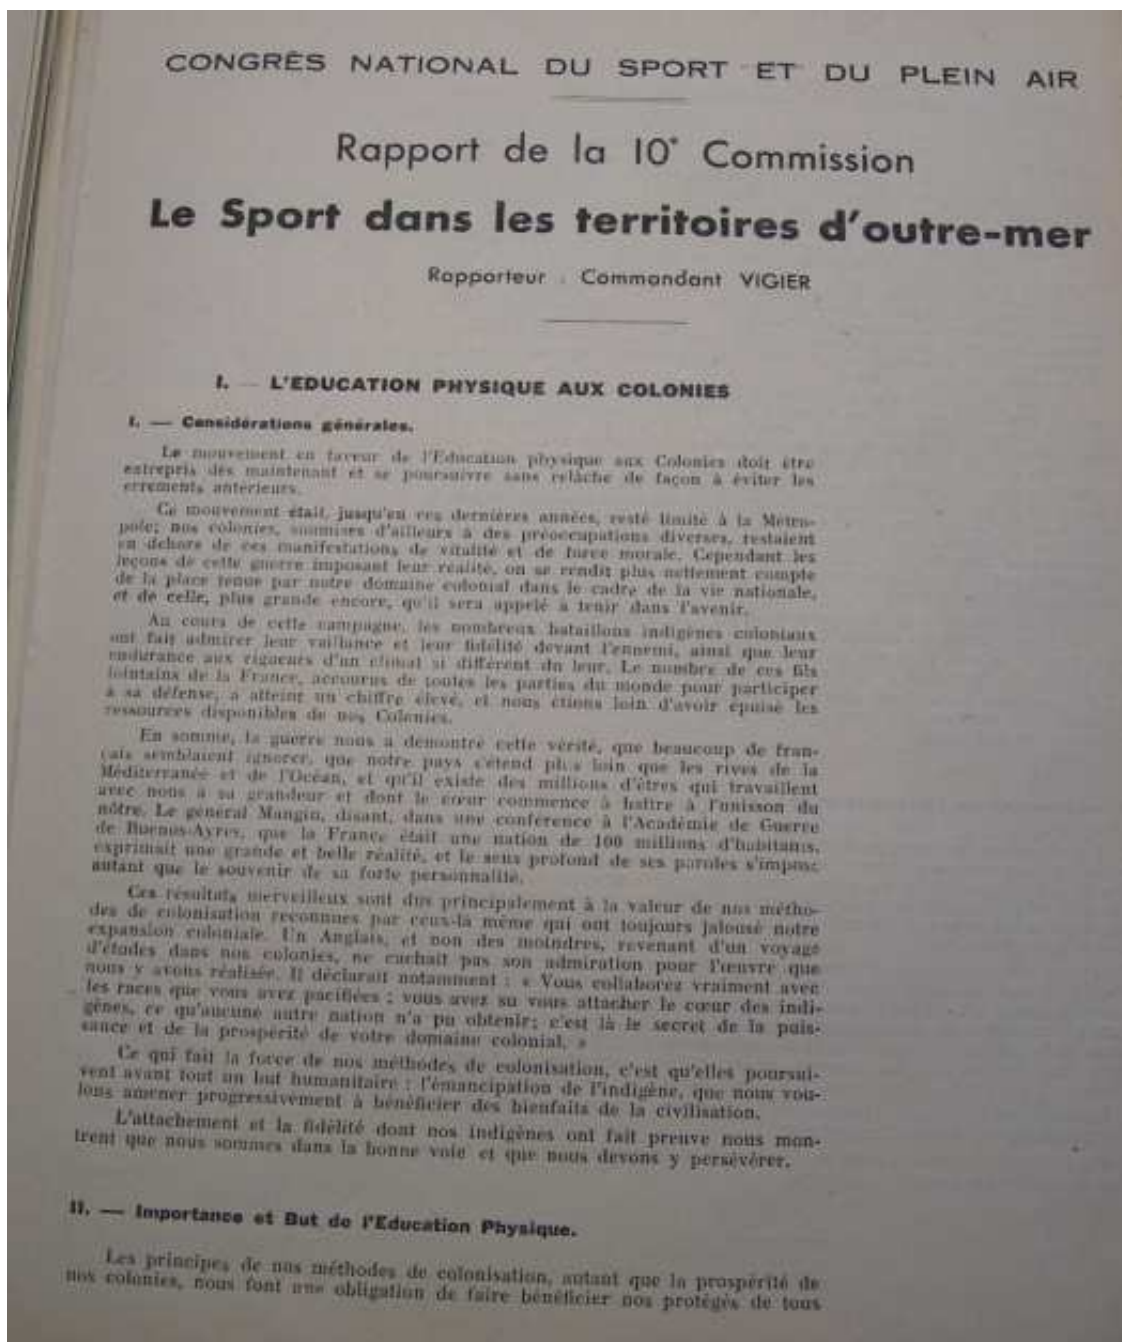 CONGRÈS NATIONAL DU SPORT ET DU PLEIN AIR
Rapport de la 10e Commission
Le Sport dans les territoires d'outre-mer
Rapporteur : Commandant VIGIER
I. — L'EDUCATION PHYSIQUE AUX COLONIES
I. — Considérations générales.
Le mouvement en faveur de l'Education physique aux Colonies doit être
entrepris dès maintenant et se poursuivre sans relâche de façon à éviter les
errements antérieurs.
Ce mouvement était, jusqu'en ces dernières années, resté limité à la Métro-
pole; nos colonies, soumises d'ailleurs à des préoccupations diverses, restaient
en dehors de ces manifestations de vitalité et de force morale. Cependant les
leçons de cette guerre imposant leur réalité, on se rendit plus nettement compte
de la place tenue par notre domaine colonial dans le cadre de la vie nationale,
et de celle, plus grande encore, qu'il sera appelé à tenir dans l'avenir.
Au cours de cette campagne, les nombreux bataillons indigènes coloniaux
ont fait admirer leur vaillance et leur fidélité devant l'ennemi, ainsi que leur
endurance aux rigueurs d'un climat si différent du leur. Le nombre de ces fils
lointains de la France, accourus de toutes les parties du monde pour participer
à sa défense, a atteint un chiffre élevé, et nous étions loin d'avoir épuisé les
ressources disponibles de nos Colonies.
En somme, la guerre nous a démontré cette vérité, que beaucoup de fran-
çais semblaient ignorer, que notre pays s'étend plus loin que les rives de la
Méditerranée et de l'Océan, et qu'il existe des millions d'êtres qui travaillent
avec nous à sa grandeur et dont le cœur commence à battre à l'unisson du
nôtre. Le général Mangin, disant, dans une conférence à l'Académie de Guerre
de Buenos-Ayres, que la France était une nation de 100 millions d'habitants,
exprimait une grande et belle réalité, et le sens profond de ses paroles s'impose
autant que le souvenir de sa forte personnalité.
Ces résultats merveilleux sont dus principalement à la valeur de nos métho-
des de colonisation reconnues par ceux-là même qui ont toujours jalousé notre
expansion coloniale. Un Anglais, et non des moindres, revenant d'un voyage
d'études dans nos colonies, ne cachait pas son admiration pour l'œuvre que
nous y avons réalisée. Il déclarait notamment : « Vous collaborez vraiment avec
les races que vous avez pacifiées ; vous avez su vous attacher le cœur des indi-
gènes, ce qu'aucune autre nation n'a pu obtenir; c'est là le secret de la puis-
sance et de la prospérité de votre domaine colonial. »
Ce qui fait la force de nos méthodes de colonisation, c'est qu'elles poursui-
vent avant tout un but humanitaire : l'émancipation de l'indigène, que nous vou-
lons amener progressivement à bénéficier des bienfaits de la civilisation.
L'attachement et la fidélité dont nos indigènes ont fait preuve nous mon-
trent que nous sommes dans la bonne voie et que nous devons y persévérer.
II. — Importance et But de l'Education Physique.
Les principes de nos méthodes de colonisation, autant que la prospérité de
nos colonies, nous font une obligation de faire bénéficier nos protégés de tous